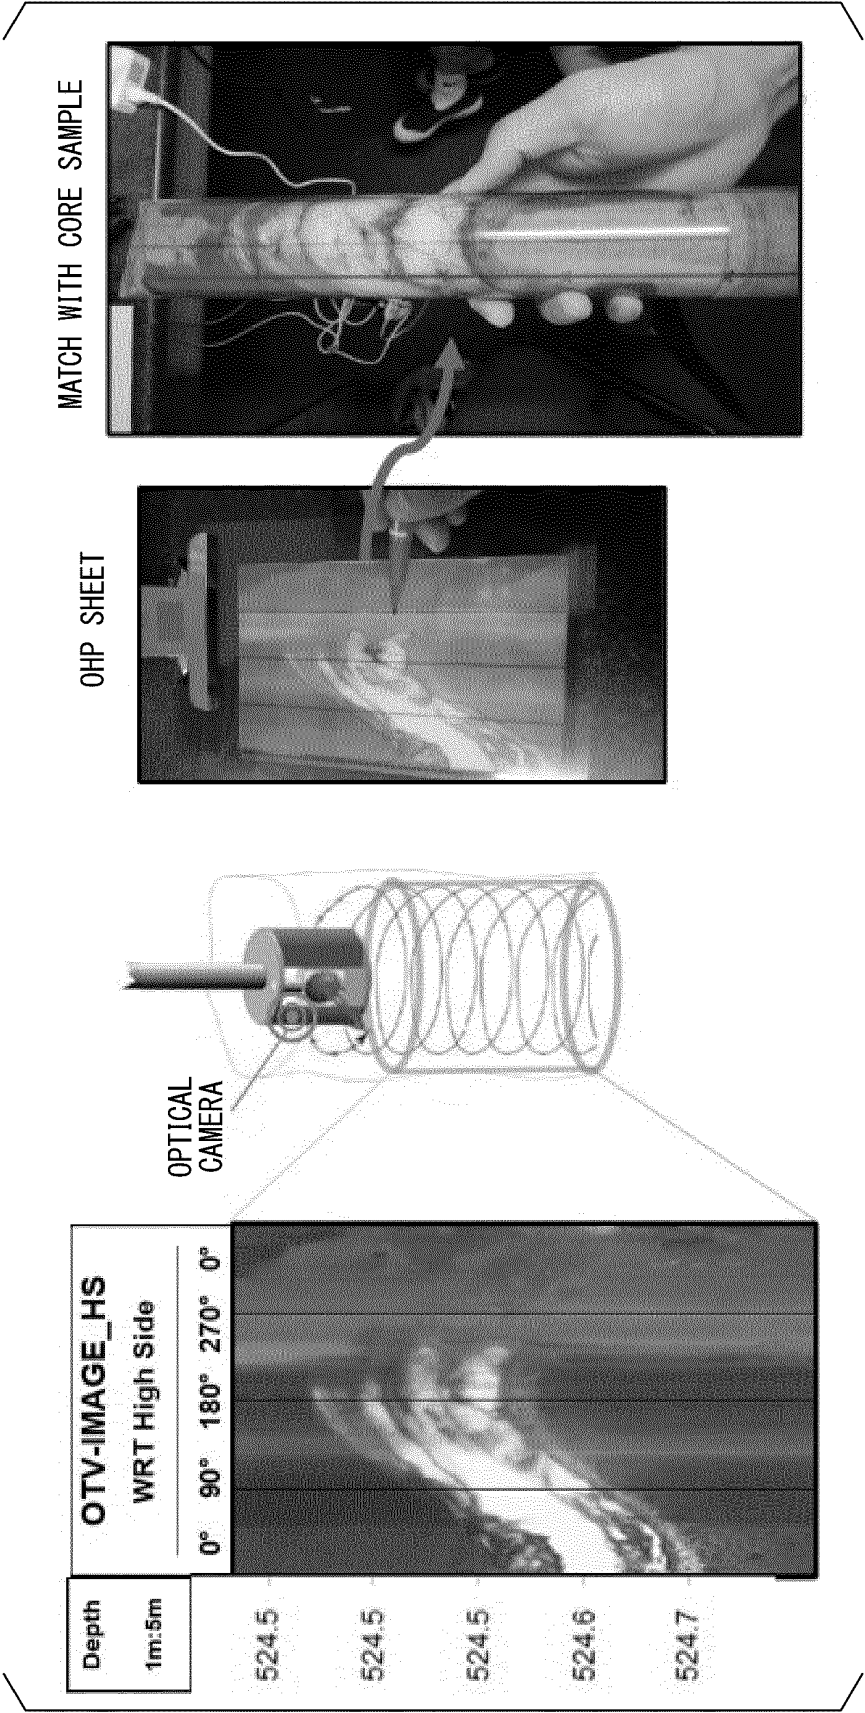 Depth
1m:5m
OTV-IMAGE_HS
WRT High Side
0° 90° 180° 270° 0°
524.5
524.5
524.5
524.6
524.7
OPTICAL
CAMERA
OHP SHEET
MATCH WITH CORE SAMPLE